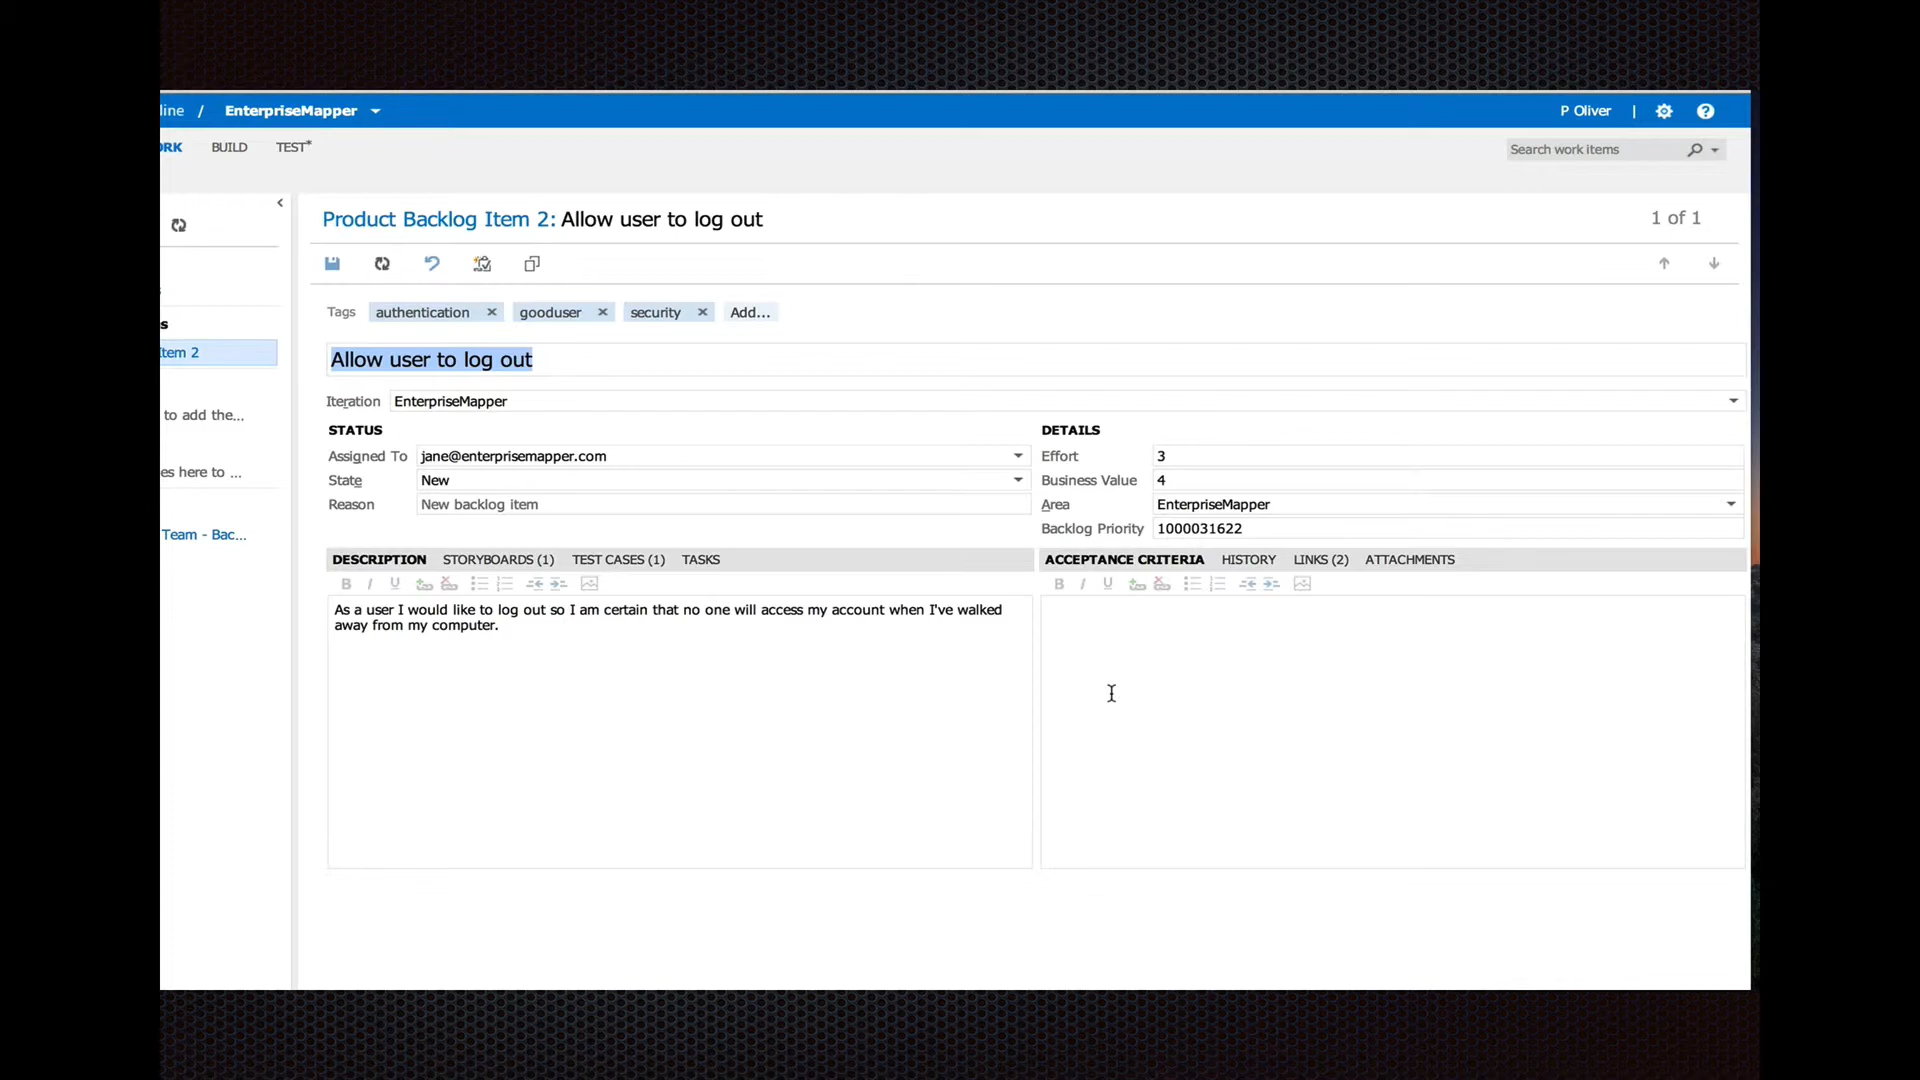 line / EnterpriseMapper P Oliver |
ORK BUILD TEST* Search work items
Product Backlog Item 2: Allow user to log out 1 of 1
Tags authentication × gooduser × security × Add...
Allow user to log out
Iteration EnterpriseMapper
STATUS DETAILS
Assigned To jane@enterprisemapper.com Effort 3
State New Business Value 4
Reason New backlog item Area EnterpriseMapper
Backlog Priority 1000031622
DESCRIPTION STORYBOARDS (1) TEST CASES (1) TASKS ACCEPTANCE CRITERIA HISTORY LINKS (2) ATTACHMENTS
B I U B I U
As a user I would like to log out so I am certain that no one will access my account when I've walked
away from my computer.
s
Item 2
to add the...
es here to ...
Team - Bac...